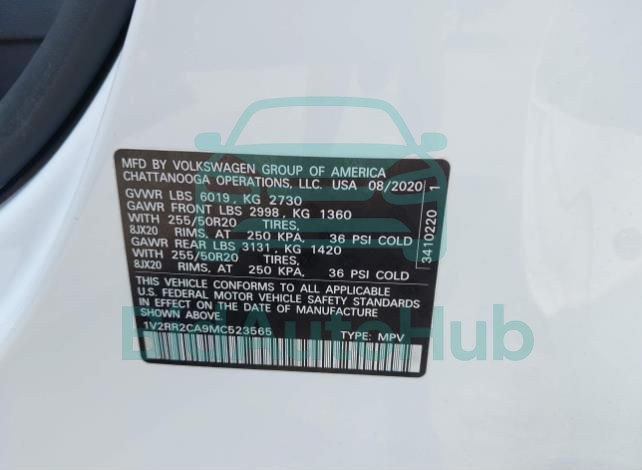 MFD BY VOLKSWAGEN GROUP OF AMERICA
CHATTANOOGA OPERATIONS, LLC. USA 08/2020
GVWR LBS 6019, KG 2730
GAWR FRONT LBS 2998, KG 1360
WITH 255/50R20 TIRES,
8JX20 RIMS, AT 250 KPA, 36 PSI COLD
GAWR REAR LBS 3131, KG 1420
WITH 255/50R20 TIRES,
8JX20 RIMS, AT 250 KPA, 36 PSI COLD
THIS VEHICLE CONFORMS TO ALL APPLICABLE
U.S. FEDERAL MOTOR VEHICLE SAFETY STANDARDS
IN EFFECT ON THE DATE OF MANUFACTURE
SHOWN ABOVE.
1V2RR2CA9MC523565 TYPE: MPV
3410220 1
BidAutoHub